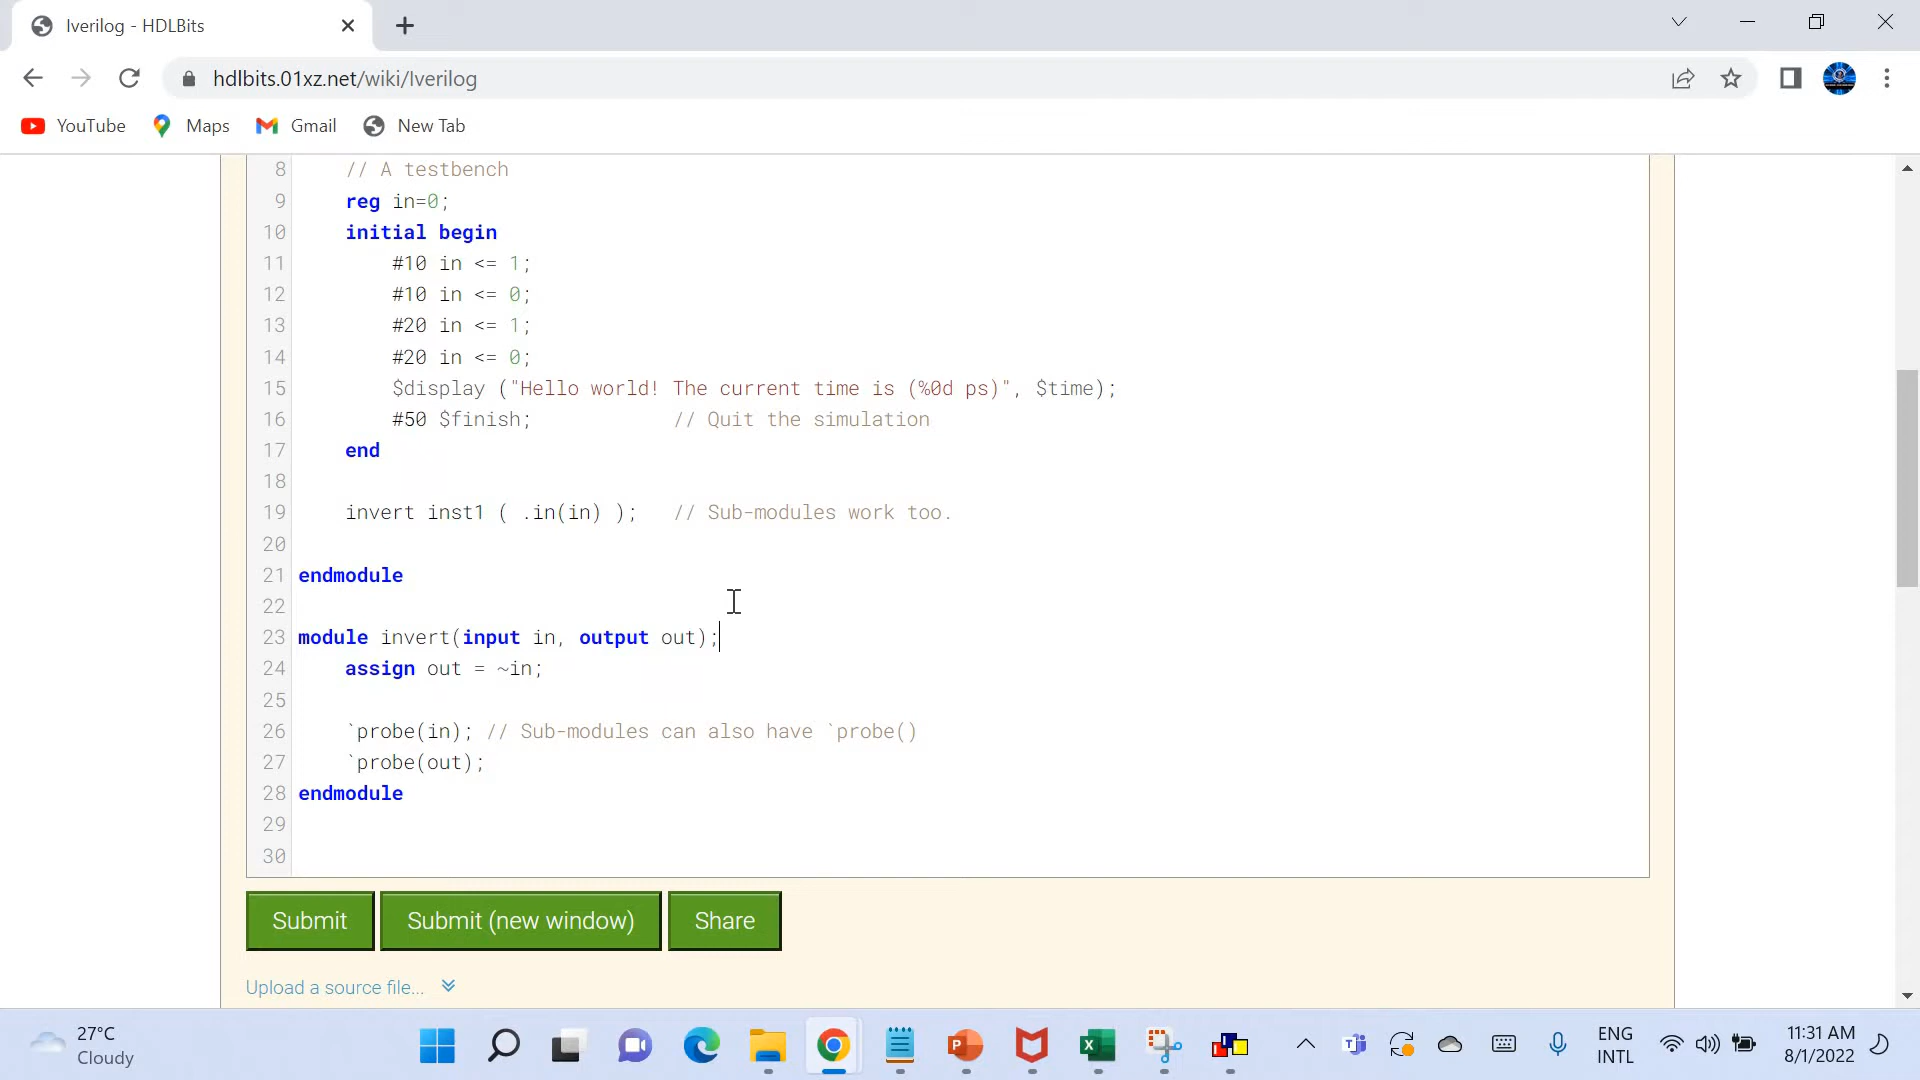 Iverilog - HDLBits
hdlbits.01xz.net/wiki/Iverilog
YouTube Maps Gmail New Tab
8 // A testbench
9 reg in=0;
10 initial begin
11 #10 in <= 1;
12 #10 in <= 0;
13 #20 in <= 1;
14 #20 in <= 0;
15 $display ("Hello world! The current time is (%0d ps)", $time);
16 #50 $finish; // Quit the simulation
17 end
18
19 invert inst1 ( .in(in) ); // Sub-modules work too.
20
21 endmodule
22
23 module invert(input in, output out);
24 assign out = ~in;
25
26 `probe(in); // Sub-modules can also have `probe()
27 `probe(out);
28 endmodule
29
30
Submit Submit (new window) Share
Upload a source file...
27°C
Cloudy
ENG
INTL
11:31 AM
8/1/2022